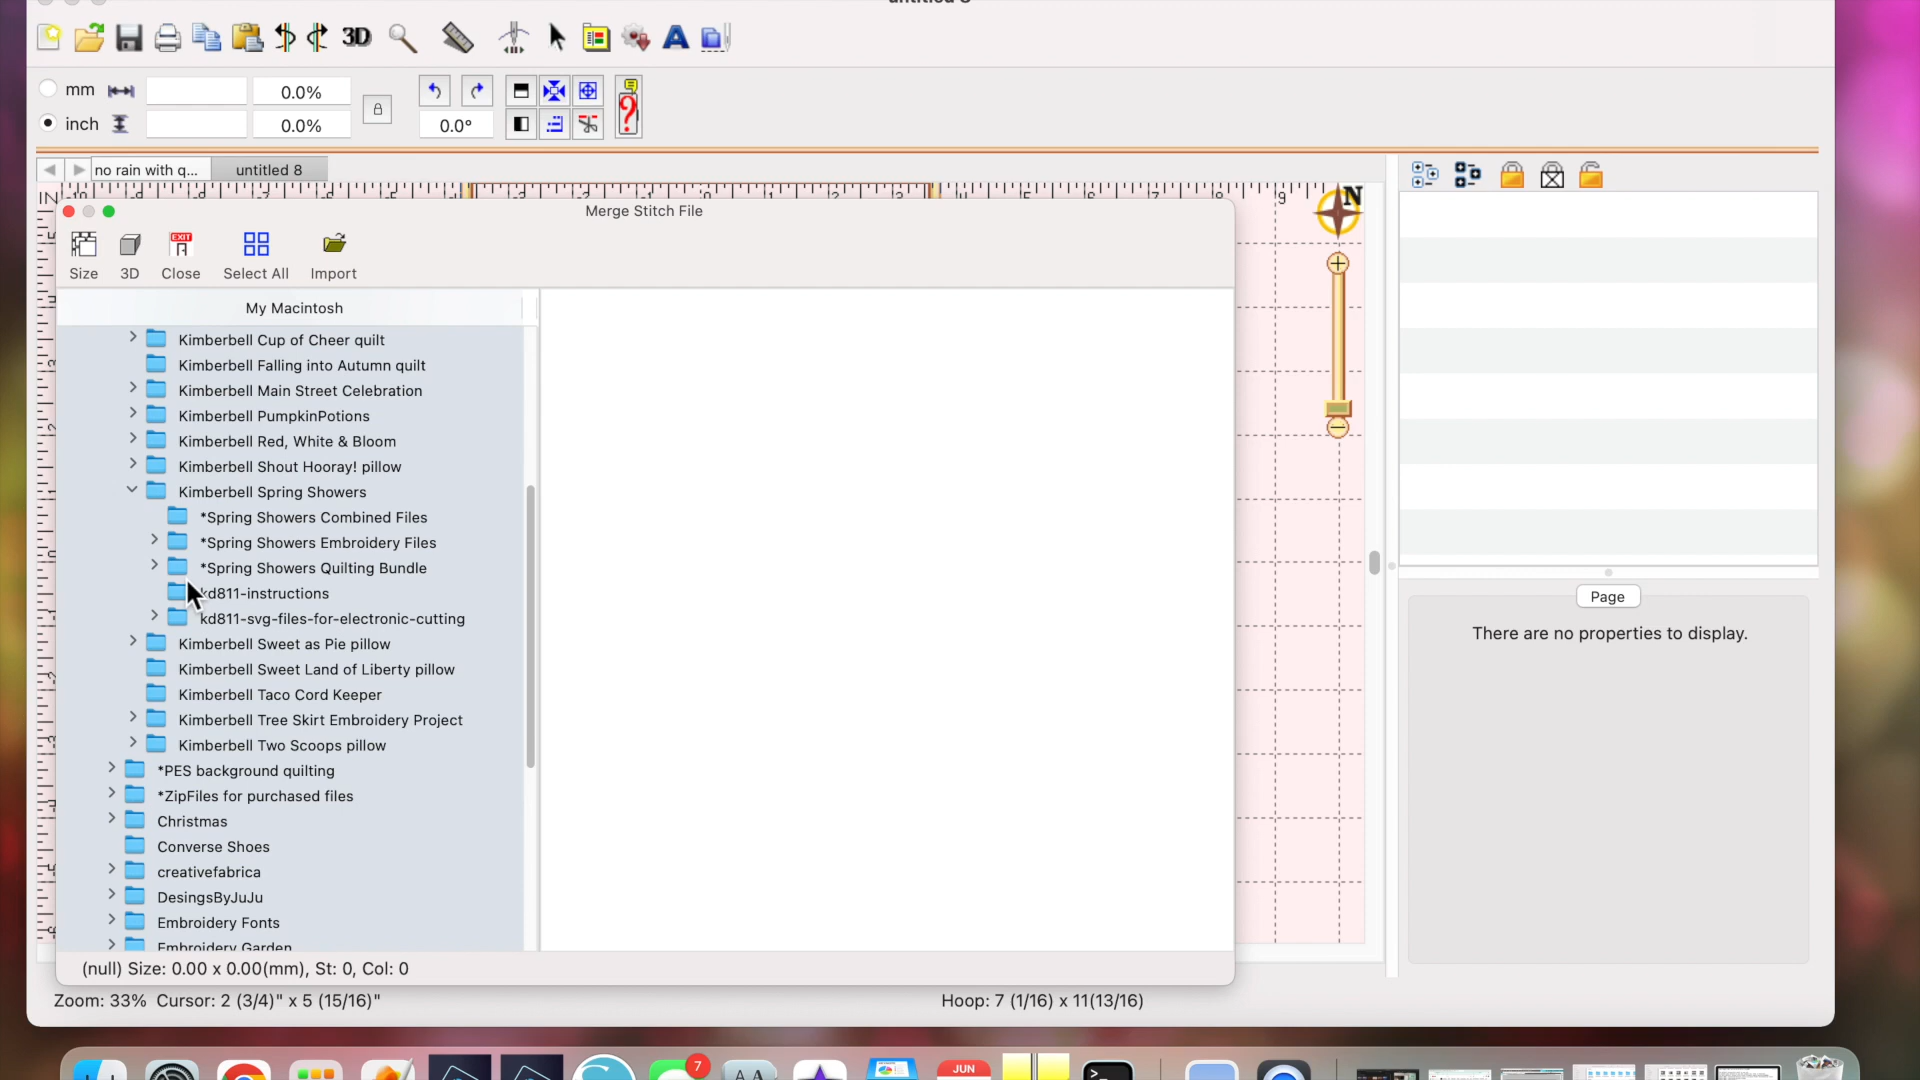 3D
A
mm
0.0%
inch
0.0%
0.0°
no rain with q...
untitled 8
N
Merge Stitch File
Size
3D
EXIT
Close
Select All
Import
My Macintosh
Kimberbell Cup of Cheer quilt
Kimberbell Falling into Autumn quilt
Kimberbell Main Street Celebration
Kimberbell PumpkinPotions
Kimberbell Red, White & Bloom
Kimberbell Shout Hooray! pillow
Kimberbell Spring Showers
*Spring Showers Combined Files
*Spring Showers Embroidery Files
*Spring Showers Quilting Bundle
kd811-instructions
kd811-svg-files-for-electronic-cutting
Kimberbell Sweet as Pie pillow
Kimberbell Sweet Land of Liberty pillow
Kimberbell Taco Cord Keeper
Kimberbell Tree Skirt Embroidery Project
Kimberbell Two Scoops pillow
*PES background quilting
*ZipFiles for purchased files
Christmas
Converse Shoes
creativefabrica
DesingsByJuJu
Embroidery Fonts
Embroidery Garden
(null) Size: 0.00 x 0.00(mm), St: 0, Col: 0
Page
There are no properties to display.
Zoom: 33% Cursor: 2 (3/4)" x 5 (15/16)"
Hoop: 7 (1/16) x 11(13/16)
7
JUN